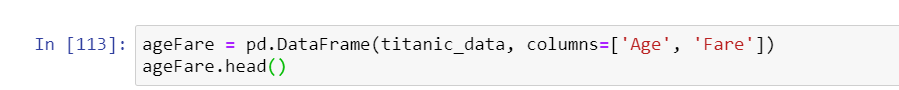 In [113]: ageFare = pd.DataFrame(titanic_data, columns=['Age', 'Fare'])
ageFare.head()